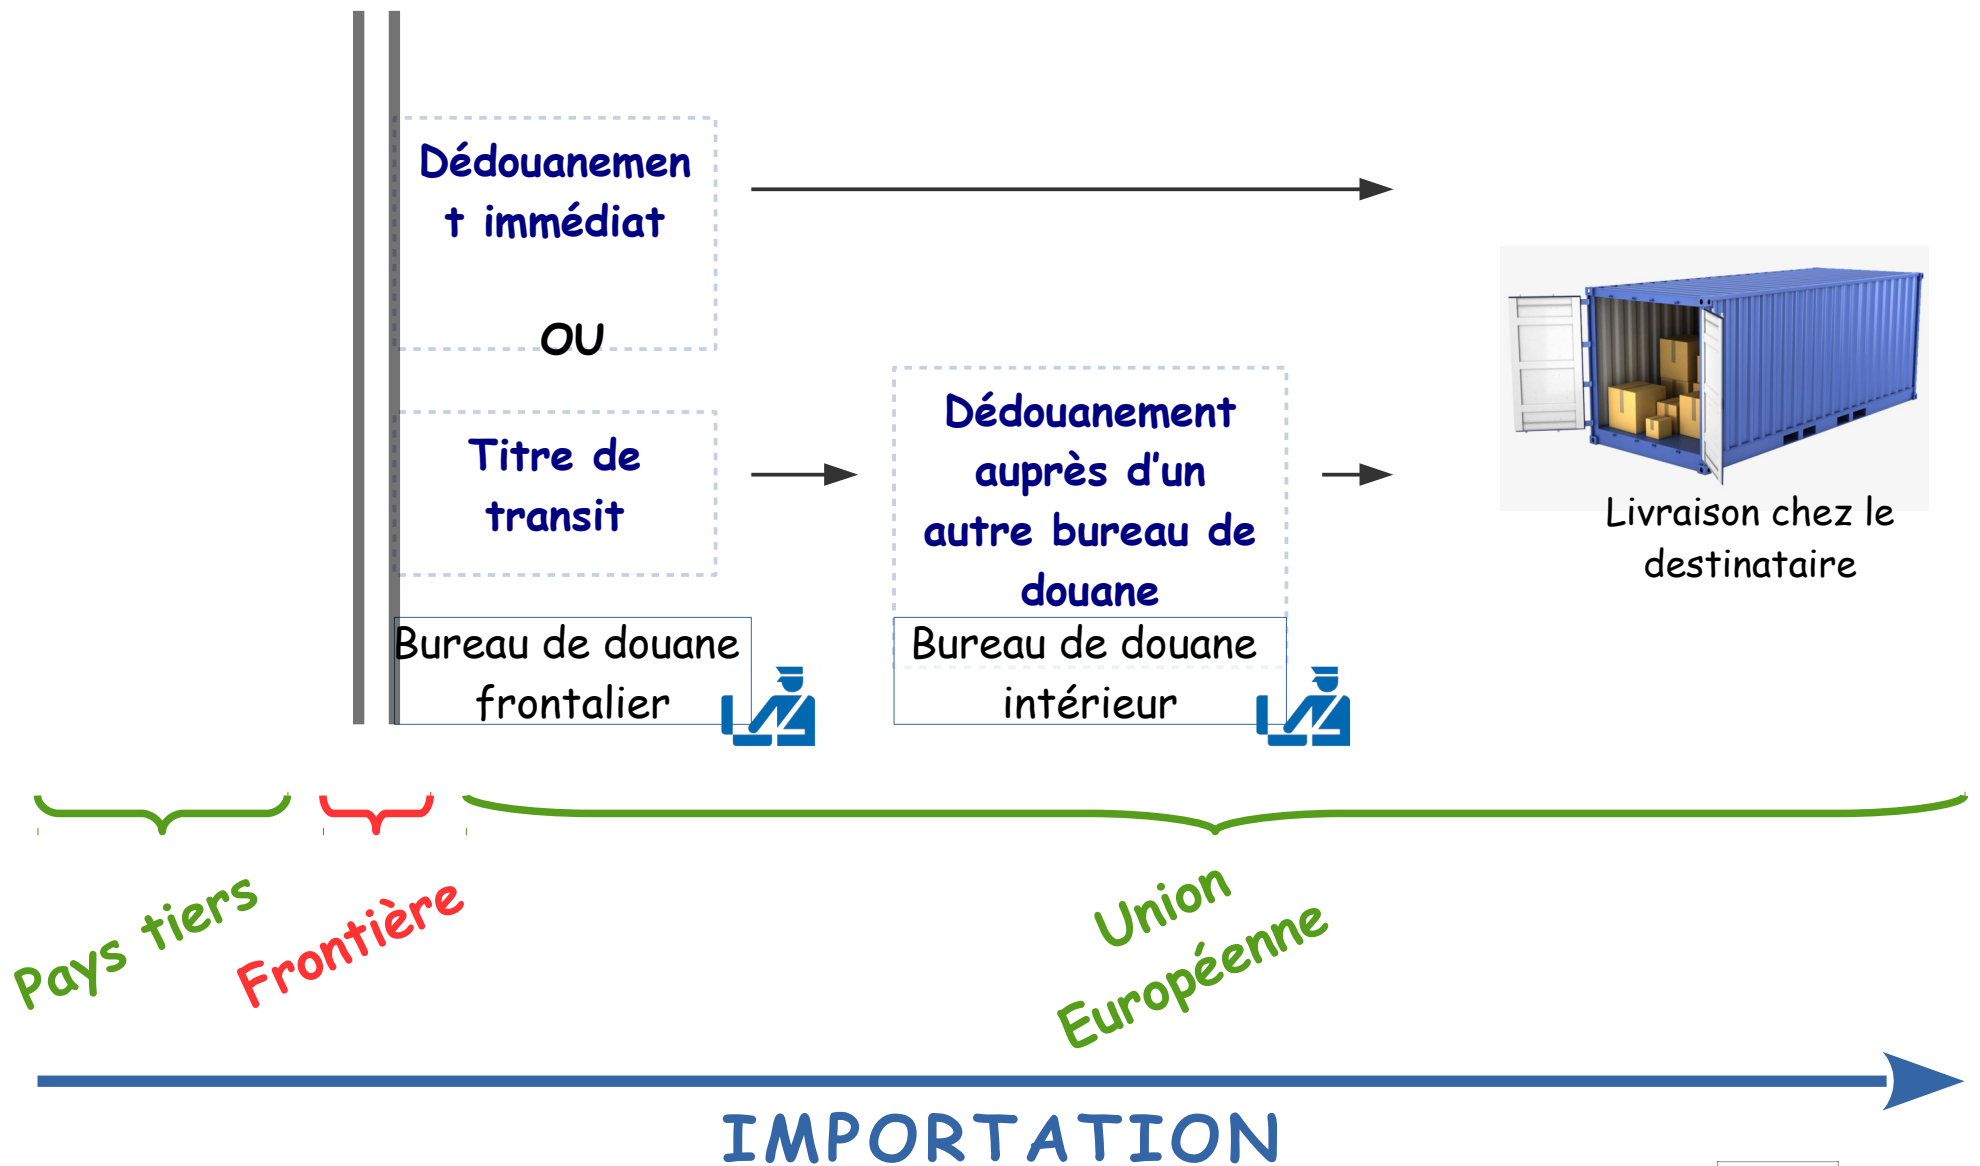 Dédouanemen
t immédiat
OU
Titre de
transit
Bureau de douane
frontalier
Dédouanement
auprès d'un
autre bureau de
douane
Bureau de douane
intérieur
Livraison chez le
destinataire
Pays tiers
Frontière
Union
Européenne
IMPORTATION